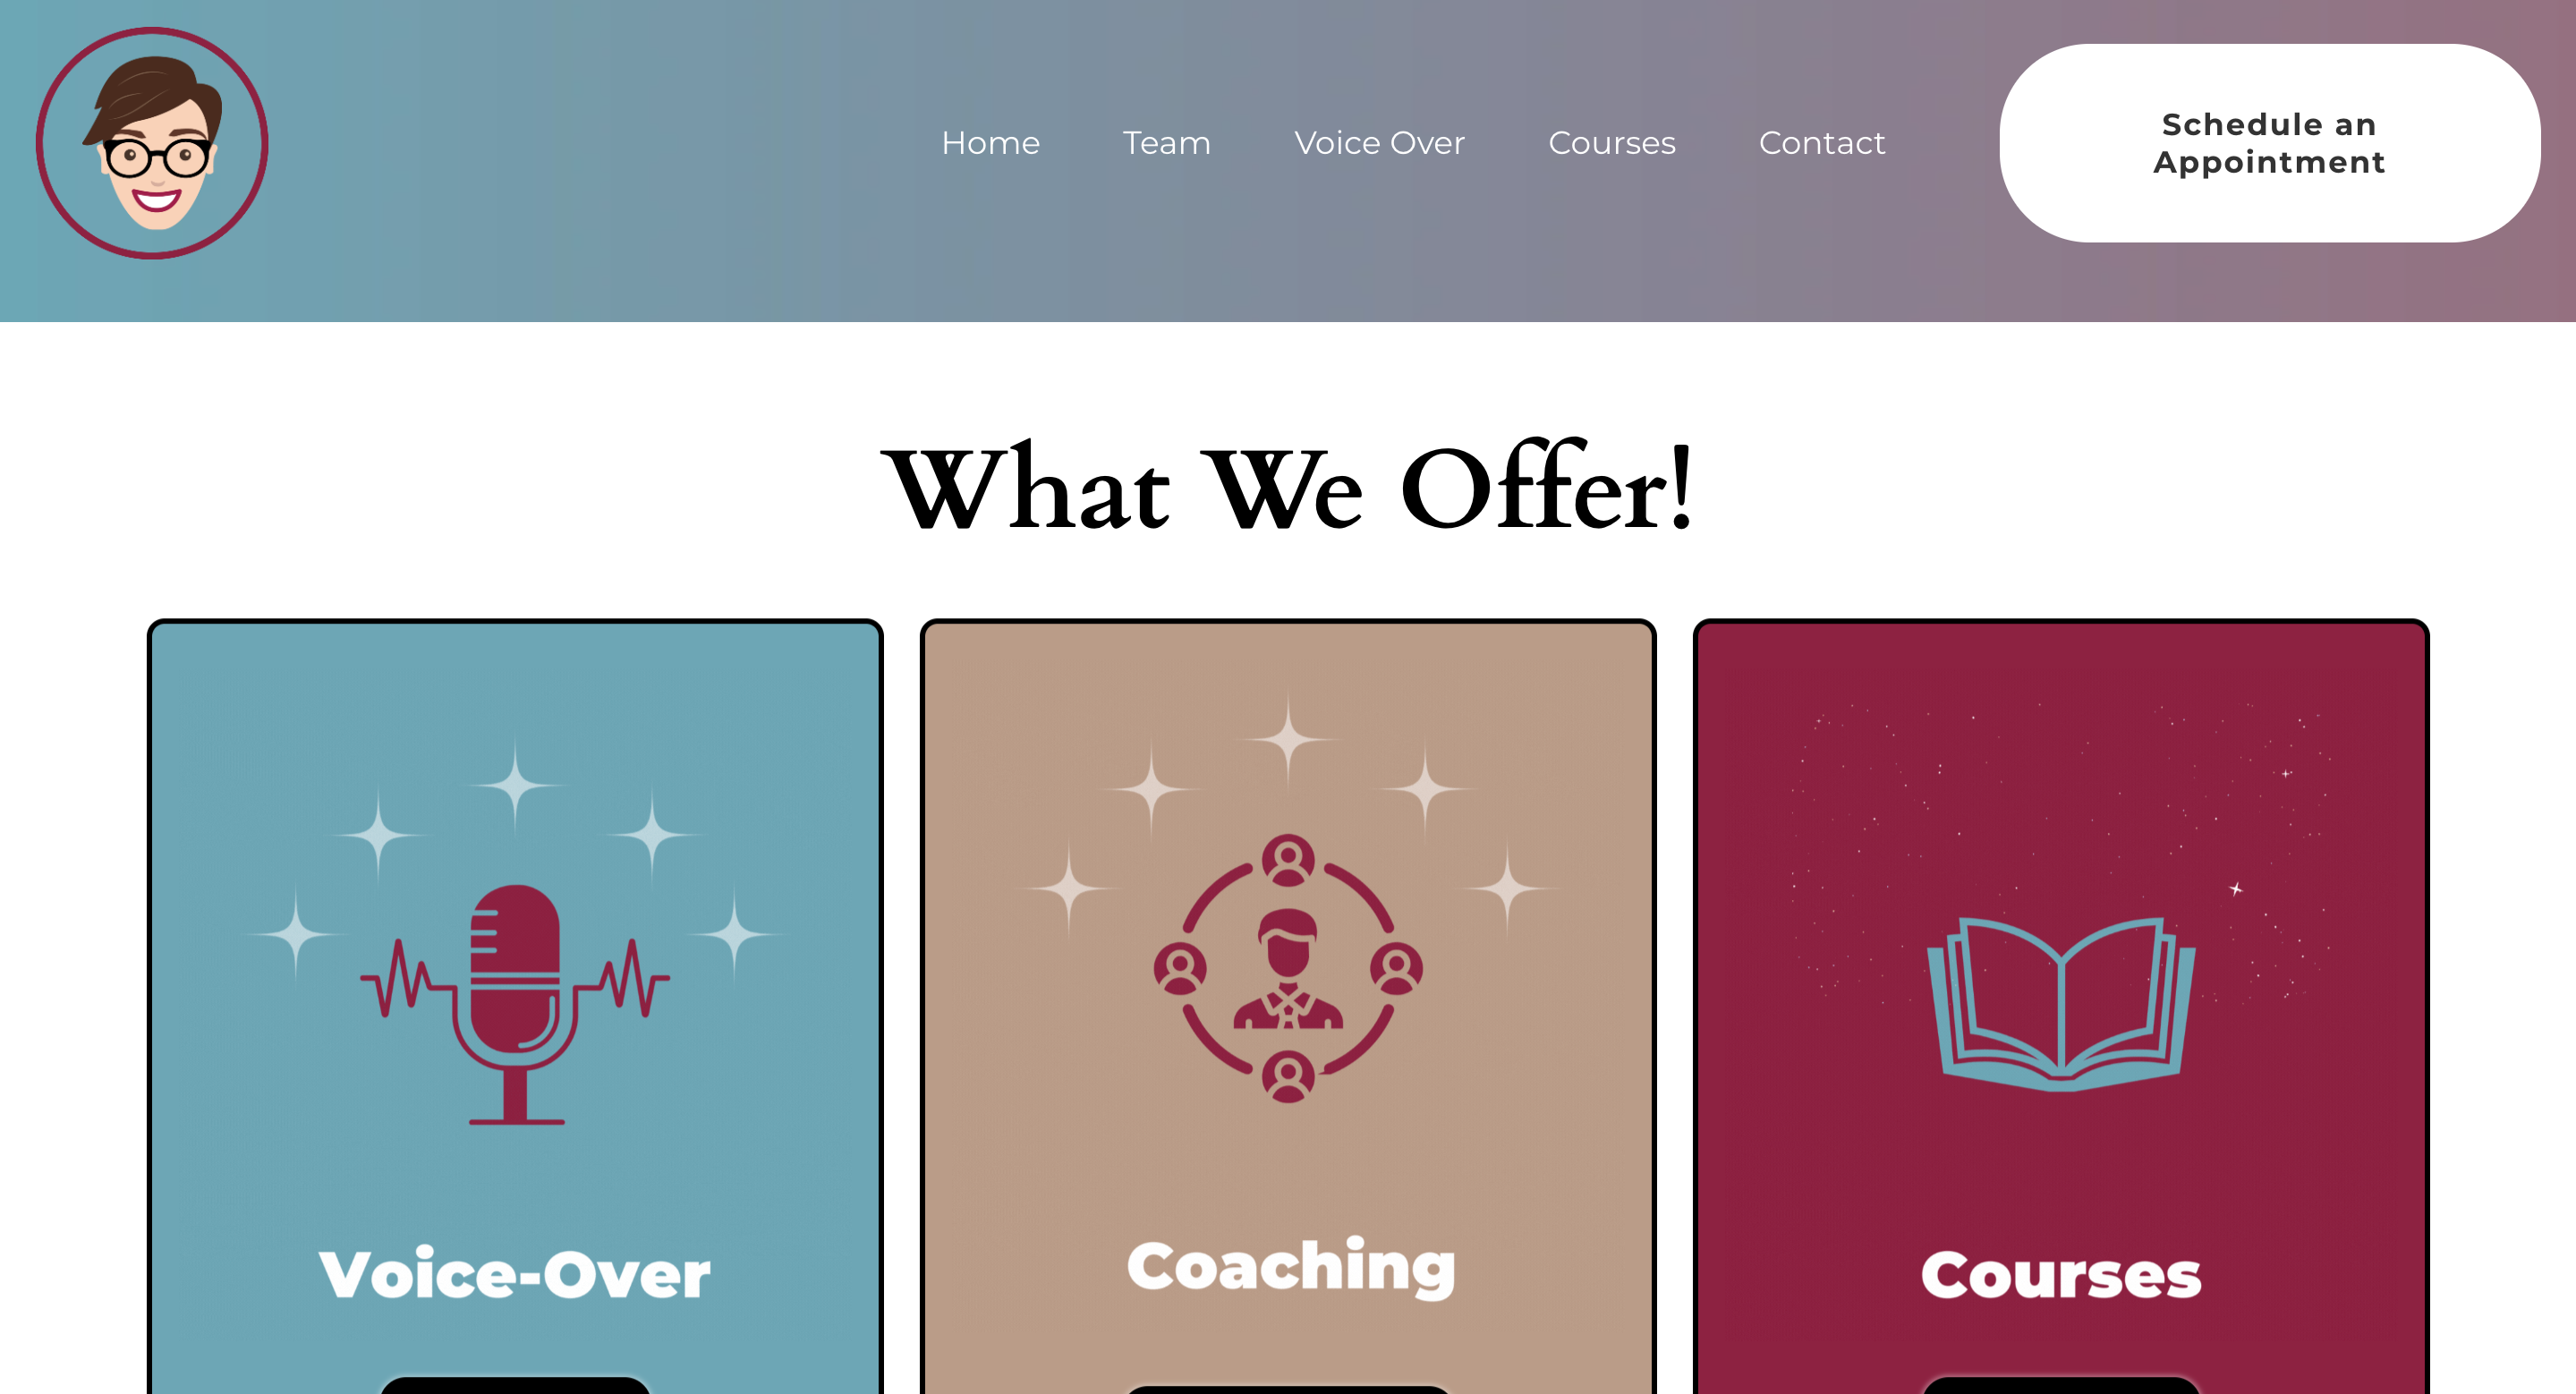 Home
Team
Voice Over
Courses
Contact
Schedule an
Appointment
What We Offer!
Voice-Over
Coaching
Courses